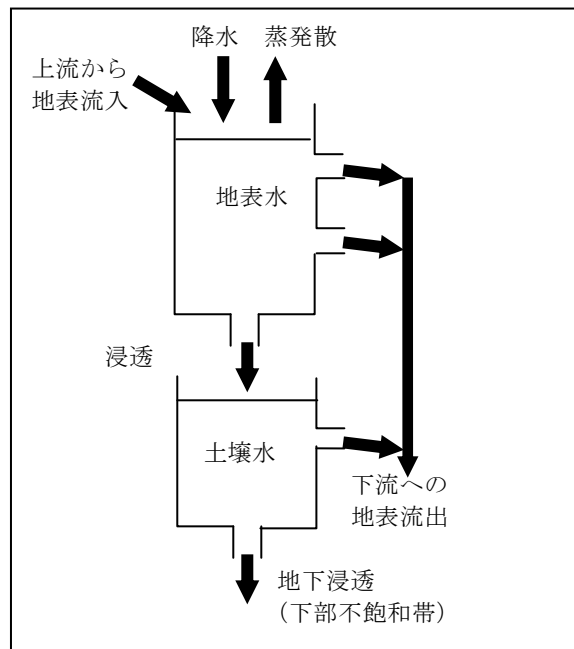 降水 蒸発散
上流から
地表流入
地表水
浸透
土壌水
下流への
地表流出
地下浸透
（下部不飽和帯）